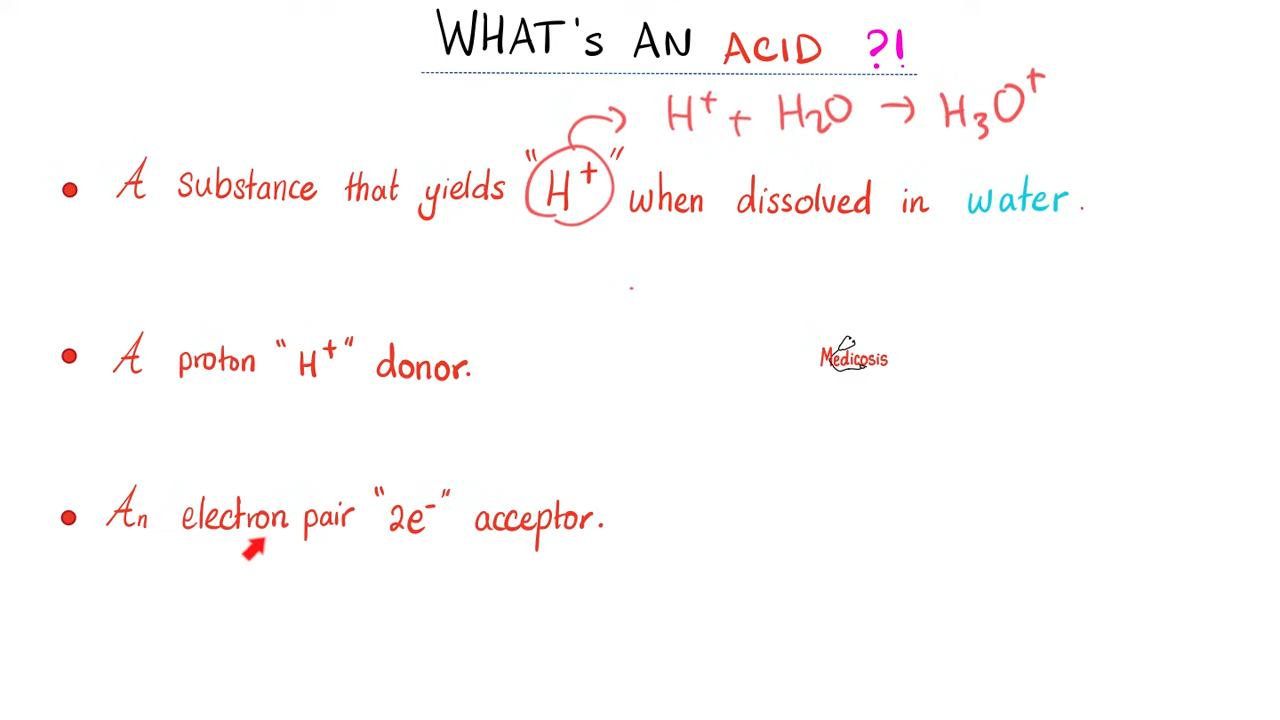 WHAT's AN ACID ?!
H⁺ + H₂O → H₃O⁺
• A substance that yields "H⁺" when dissolved in water.
• A proton "H⁺" donor.
Medicosis
• An electron pair "2e⁻" acceptor.